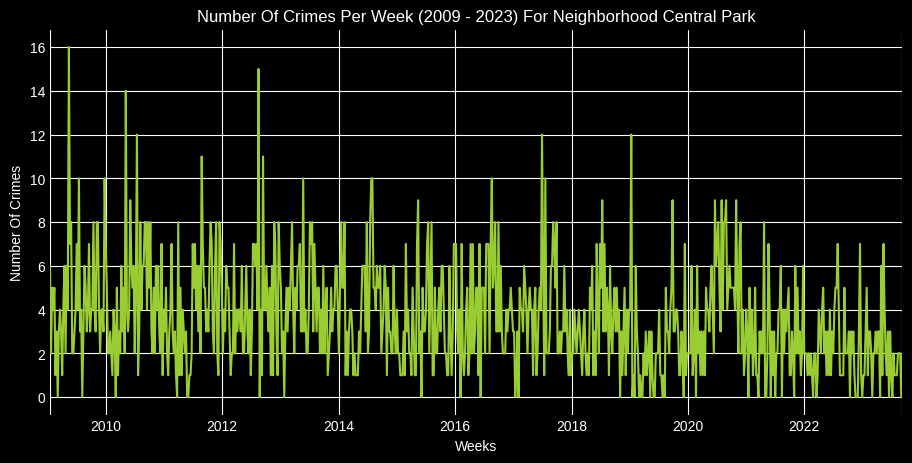 Number Of Crimes Per Week (2009 - 2023) For Neighborhood Central Park
Number Of Crimes
16
14
12
10
8
6
4
2
0
2010 2012 2014 2016 2018 2020 2022
Weeks